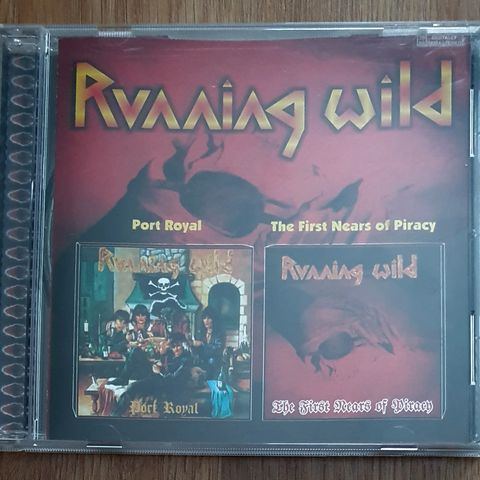 Running Wild
Port Royal
The First Nears of Piracy
Running Wild
Port Royal
Running Wild
The First Nears of Piracy